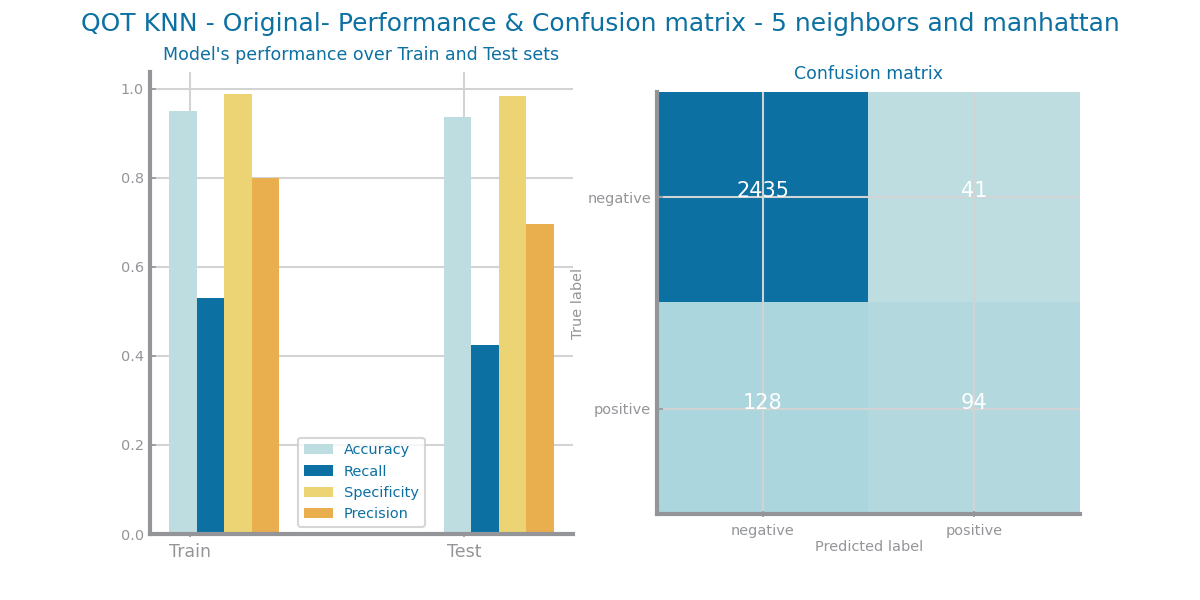 QOT KNN - Original- Performance & Confusion matrix - 5 neighbors and manhattan
Model's performance over Train and Test sets
1.0
0.8
0.6
0.4
0.2
0.0
Train
Test
Accuracy
Recall
Specificity
Precision
Confusion matrix
True label
negative
positive
2435
41
128
94
negative
positive
Predicted label